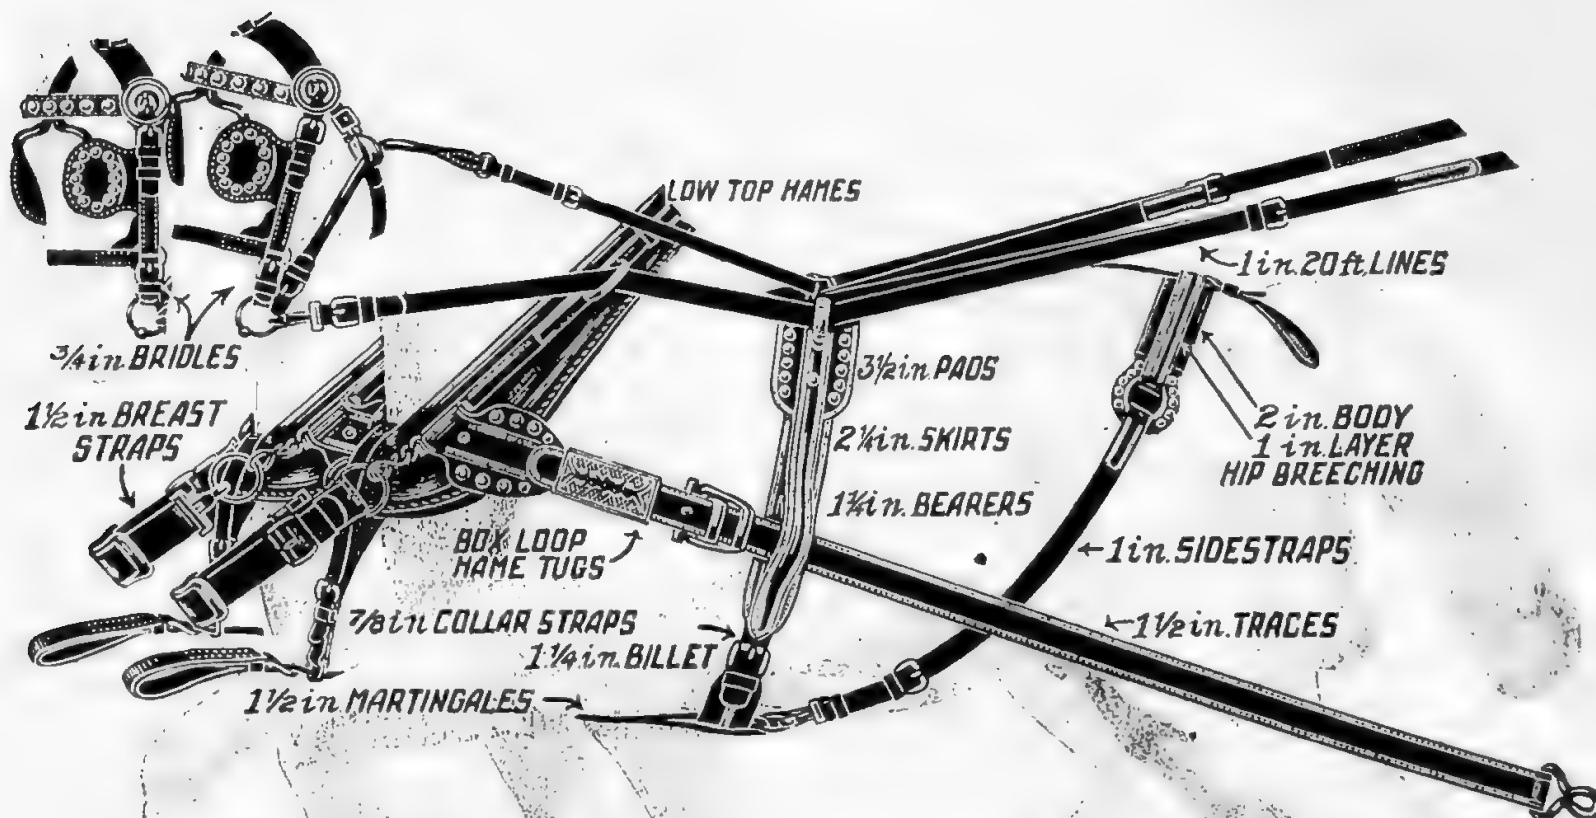 LOW TOP HAMES
1 in. 20 ft. LINES
3/4 in. BRIDLES
3 1/2 in. PADS
1 1/2 in. BREAST
STRAPS
2 in. BODY
1 in. LAYER
HIP BREECHING
2 1/4 in. SKIRTS
1 3/4 in. BEARERS
BOX LOOP
HAME TUGS
1 in. SIDESTRAPS
7/8 in COLLAR STRAPS
1 1/2 in. TRACES
1 1/4 in. BILLET
1 1/2 in. MARTINGALES